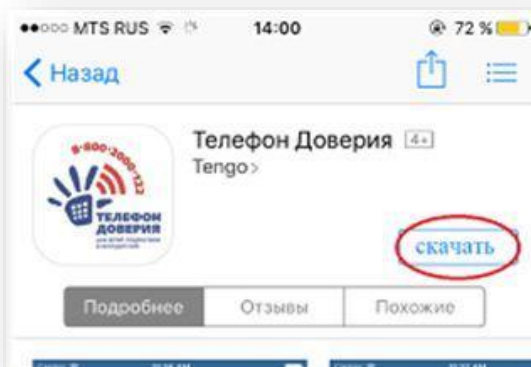 MTS RUS 14:00 72 %
Назад
Телефон Доверия 4+
Tengo >
8-800-2000-122
ТЕЛЕФОН
ДОВЕРИЯ
скачать
Подробнее Отзывы Похожие